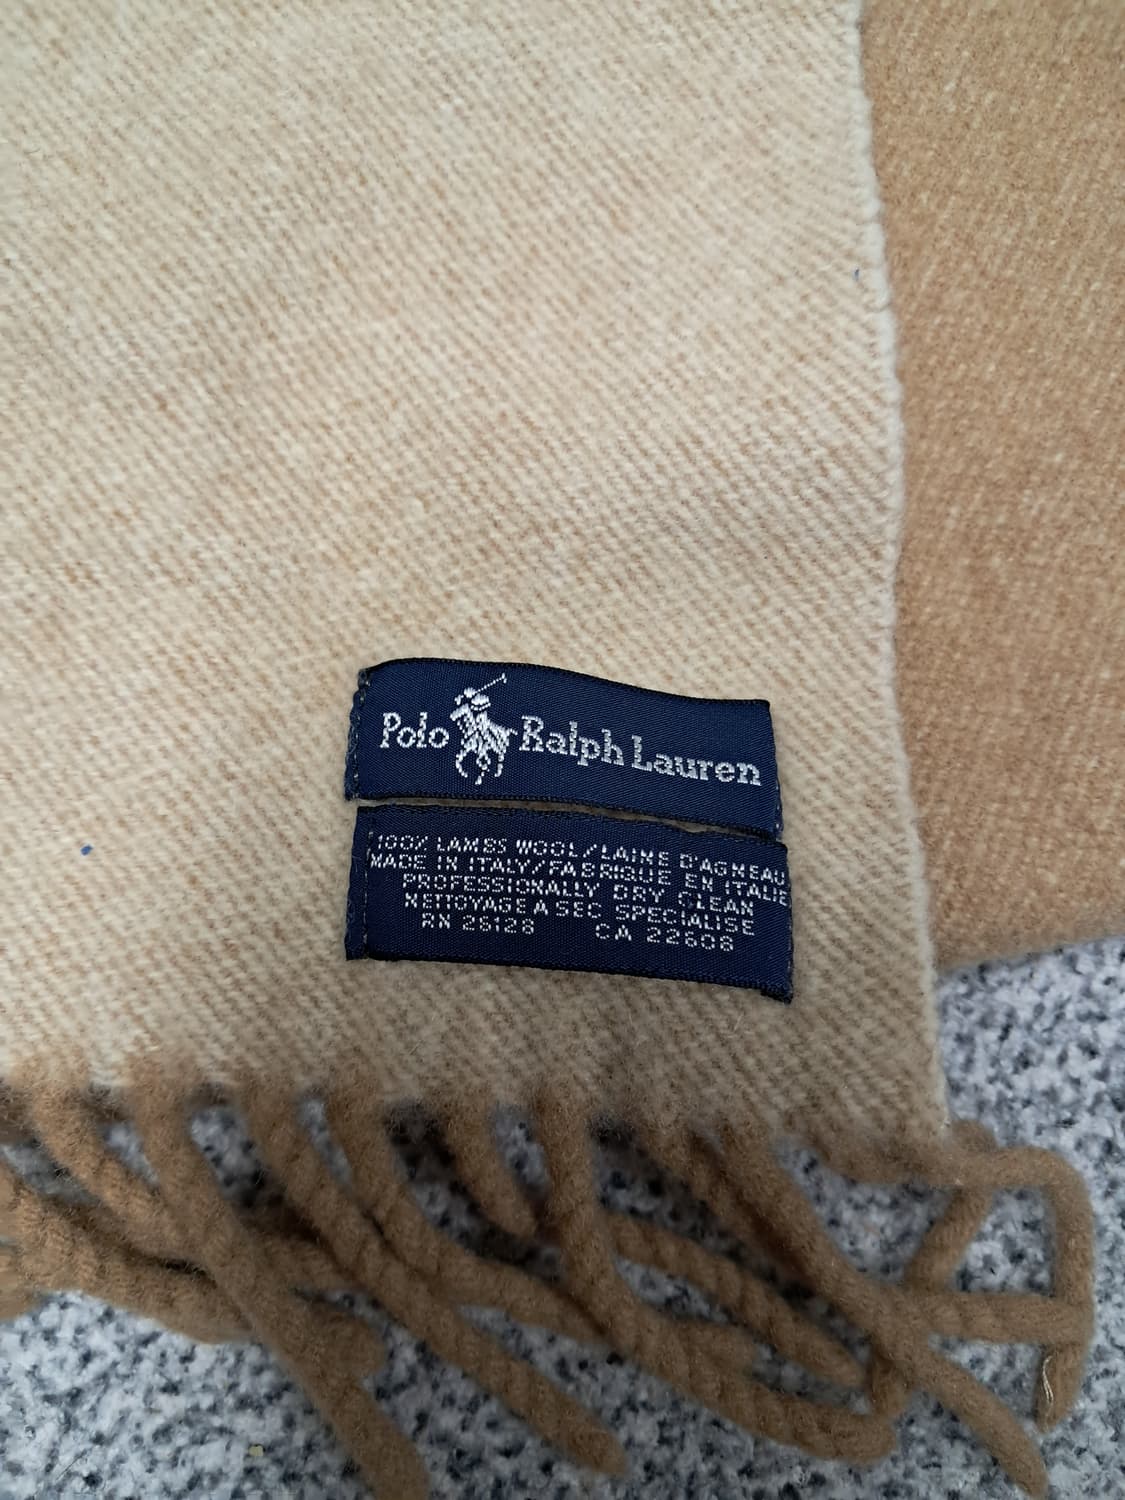 Polo Ralph Lauren
100% LAMBS WOOL/LAINE D'AGNEAU
MADE IN ITALY/FABRIQUE EN ITALIE
PROFESSIONALLY DRY CLEAN
NETTOYAGE A SEC SPECIALISE
RN 26128 CA 22608